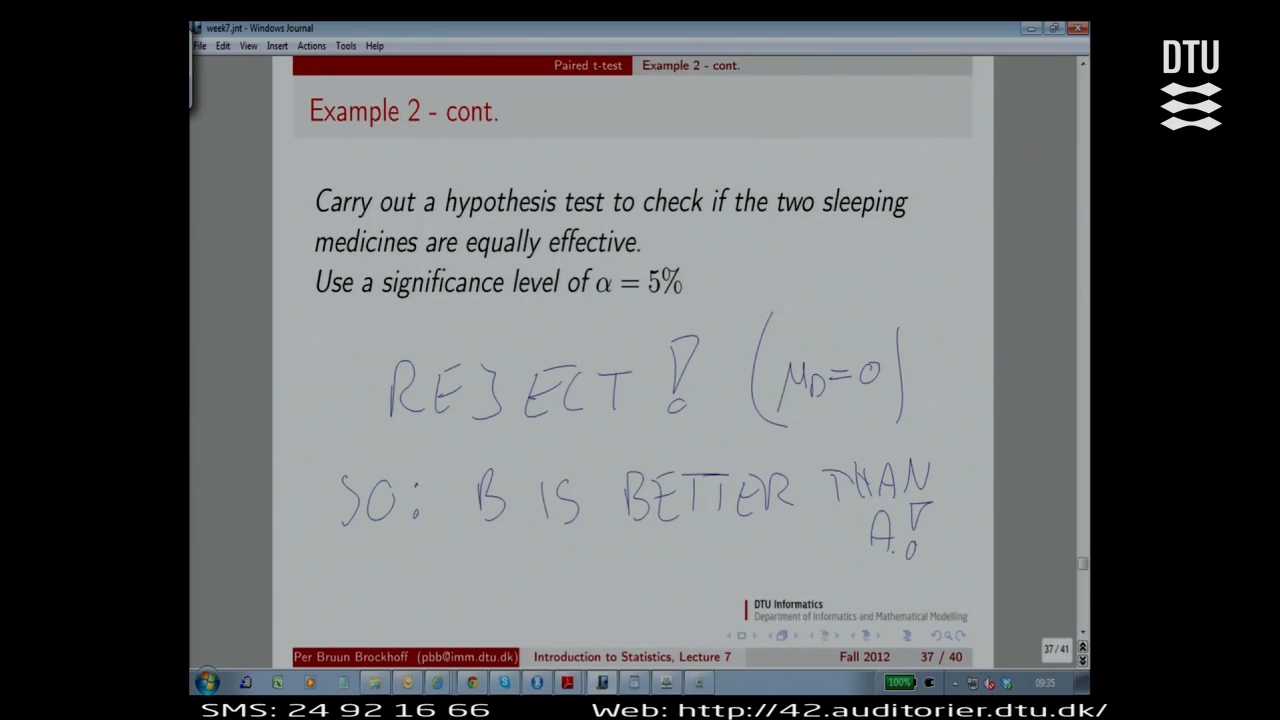 week7.jnt - Windows Journal
File Edit View Insert Actions Tools Help
DTU
Paired t-test Example 2 - cont.
Example 2 - cont.
Carry out a hypothesis test to check if the two sleeping
medicines are equally effective.
Use a significance level of α = 5%
REJECT! (μD=0)
SO: B IS BETTER THAN
A!
DTU Informatics
Department of Informatics and Mathematical Modelling
Per Bruun Brockhoff (pbb@imm.dtu.dk) Introduction to Statistics, Lecture 7 Fall 2012 37 / 40
37/41
100% 09:35
SMS: 24 92 16 66 Web: http://42.auditorier.dtu.dk/